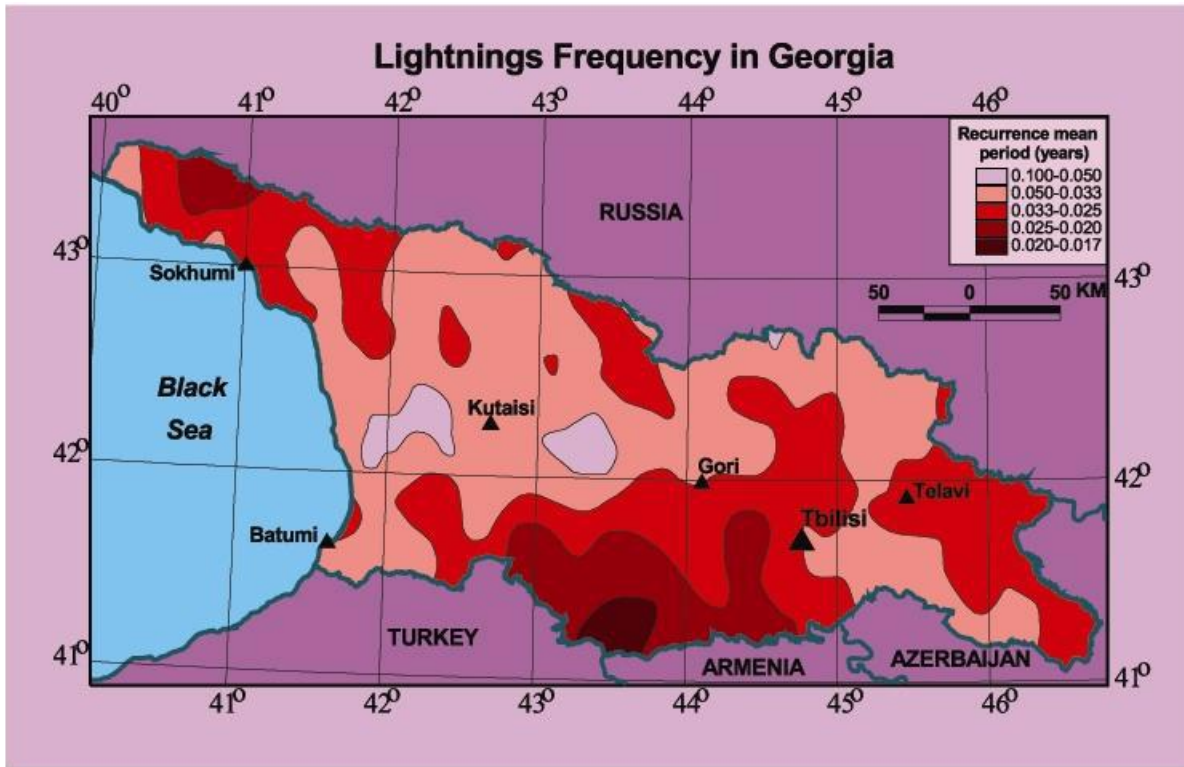 Lightnings Frequency in Georgia
40° 41° 42° 43° 44° 45° 46°
Recurrence mean
period (years)
0.100-0.050
0.050-0.033
0.033-0.025
0.025-0.020
0.020-0.017
RUSSIA
43°
Sokhumi
43°
50 0 50 KM
Black
Sea
Kutaisi
42°
Gori
42°
Telavi
Tbilisi
Batumi
TURKEY
ARMENIA
AZERBAIJAN
41°
41°
41° 42° 43° 44° 45° 46°